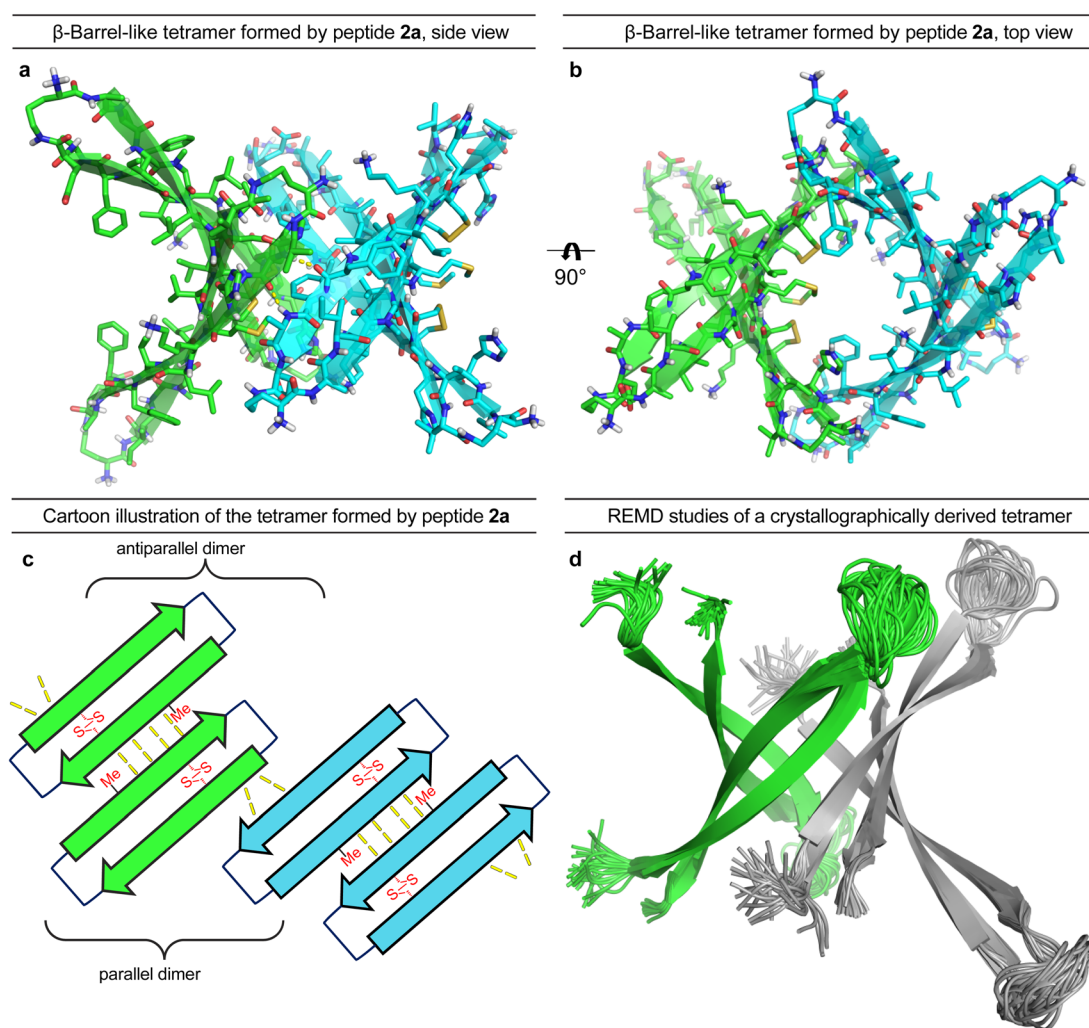 β-Barrel-like tetramer formed by peptide 2a, side view
β-Barrel-like tetramer formed by peptide 2a, top view
a
b
90°
Cartoon illustration of the tetramer formed by peptide 2a
REMD studies of a crystallographically derived tetramer
c
antiparallel dimer
d
Me
S S
Me
S S
S S
Me
Me
S S
parallel dimer